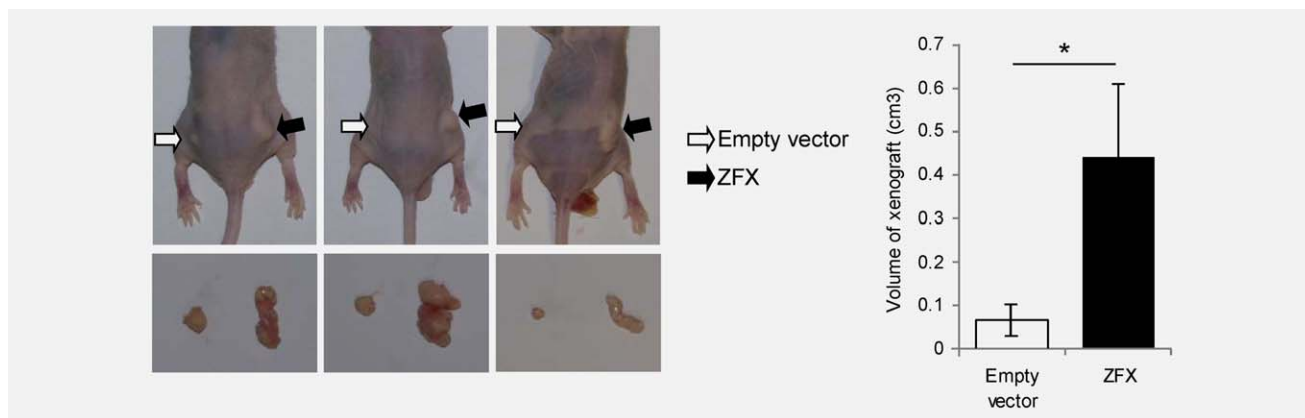 Empty vector
ZFX
Volume of xenograft (cm3)
0.7
0.6
0.5
0.4
0.3
0.2
0.1
0
*
Empty
vector
ZFX